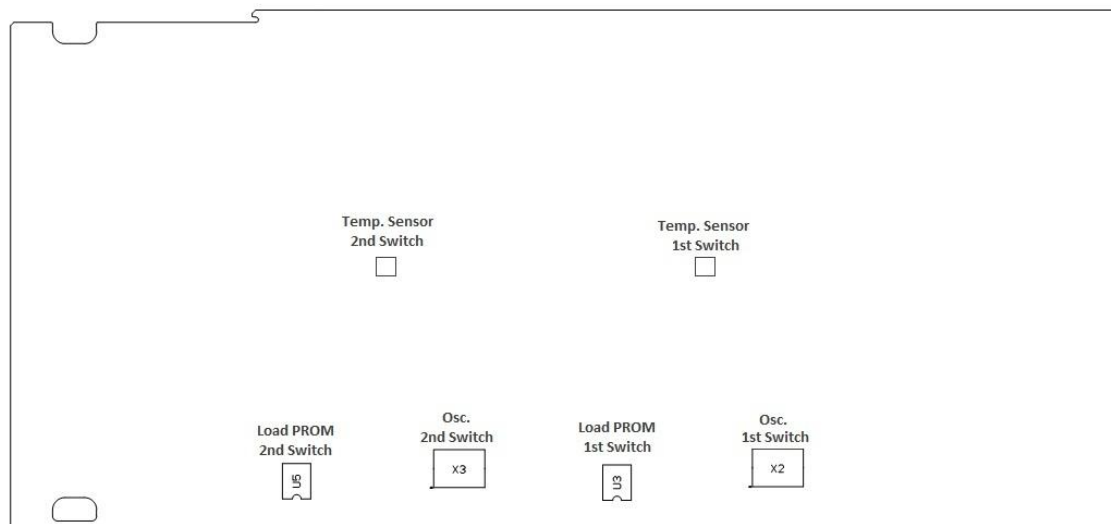 Temp. Sensor
2nd Switch
Temp. Sensor
1st Switch
Load PROM
2nd Switch
U5
Osc.
2nd Switch
X3
Load PROM
1st Switch
U3
Osc.
1st Switch
X2